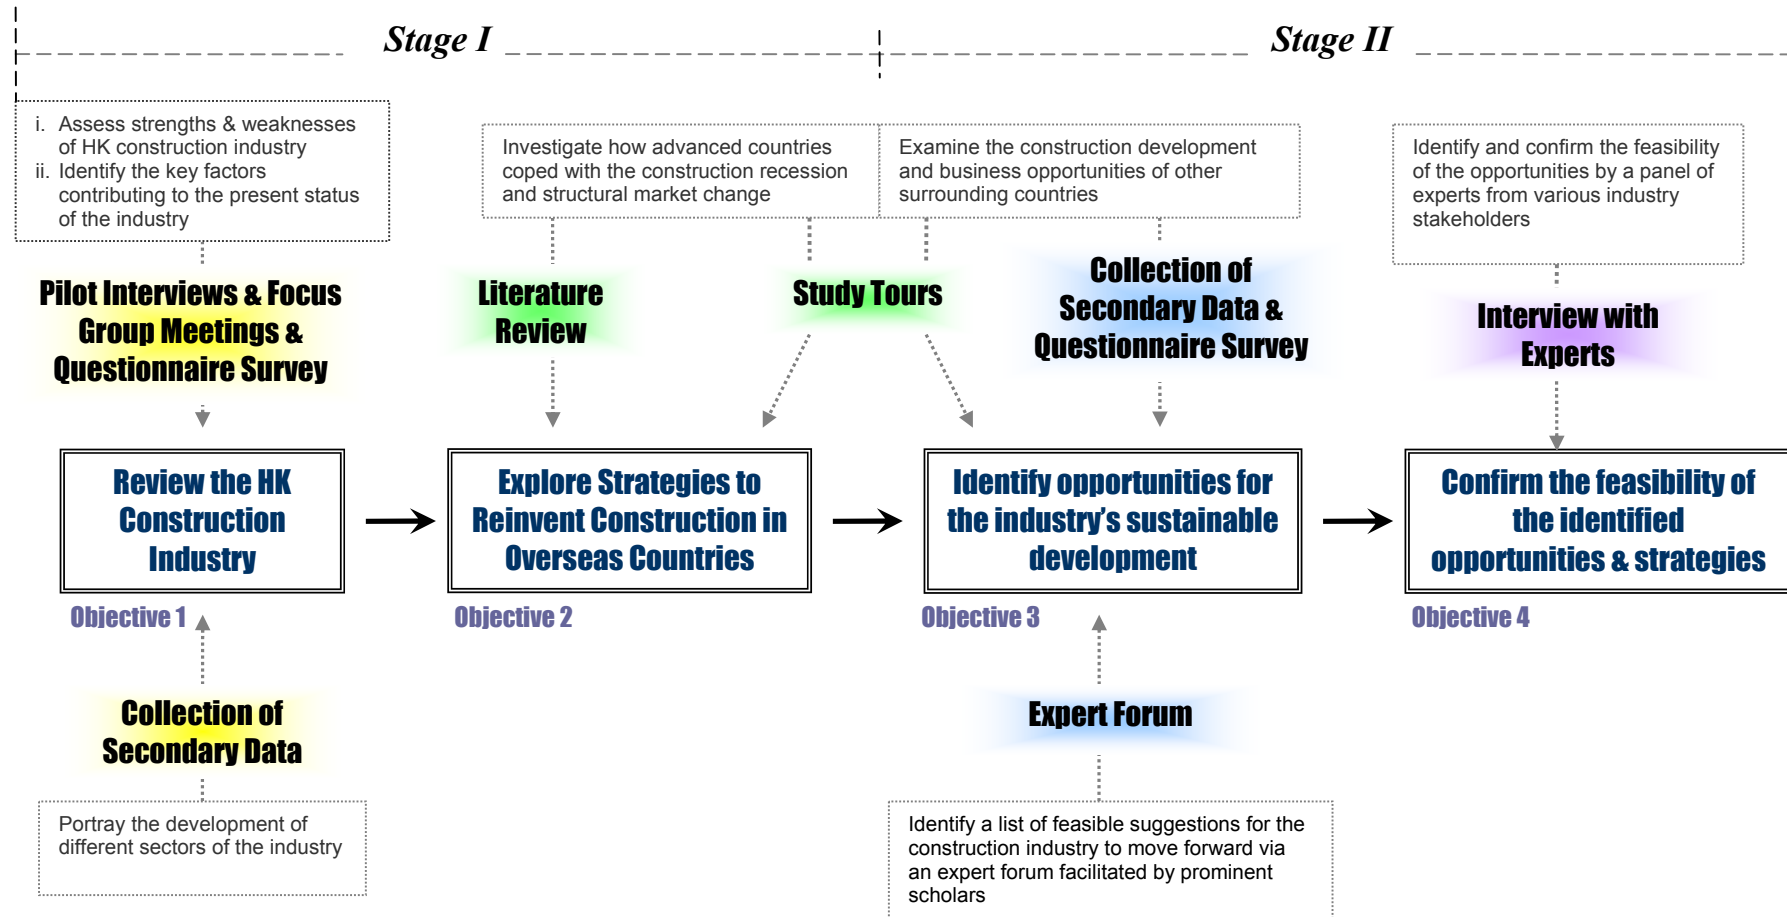 Stage I
Stage II
i. Assess strengths & weaknesses
of HK construction industry
ii. Identify the key factors
contributing to the present status
of the industry
Investigate how advanced countries
coped with the construction recession
and structural market change
Examine the construction development
and business opportunities of other
surrounding countries
Identify and confirm the feasibility
of the opportunities by a panel of
experts from various industry
stakeholders
Pilot Interviews & Focus
Group Meetings &
Questionnaire Survey
Literature
Review
Study Tours
Collection of
Secondary Data &
Questionnaire Survey
Interview with
Experts
Review the HK
Construction
Industry
Explore Strategies to
Reinvent Construction in
Overseas Countries
Identify opportunities for
the industry’s sustainable
development
Confirm the feasibility of
the identified
opportunities & strategies
Objective 1
Objective 2
Objective 3
Objective 4
Collection of
Secondary Data
Expert Forum
Portray the development of
different sectors of the industry
Identify a list of feasible suggestions for the
construction industry to move forward via
an expert forum facilitated by prominent
scholars